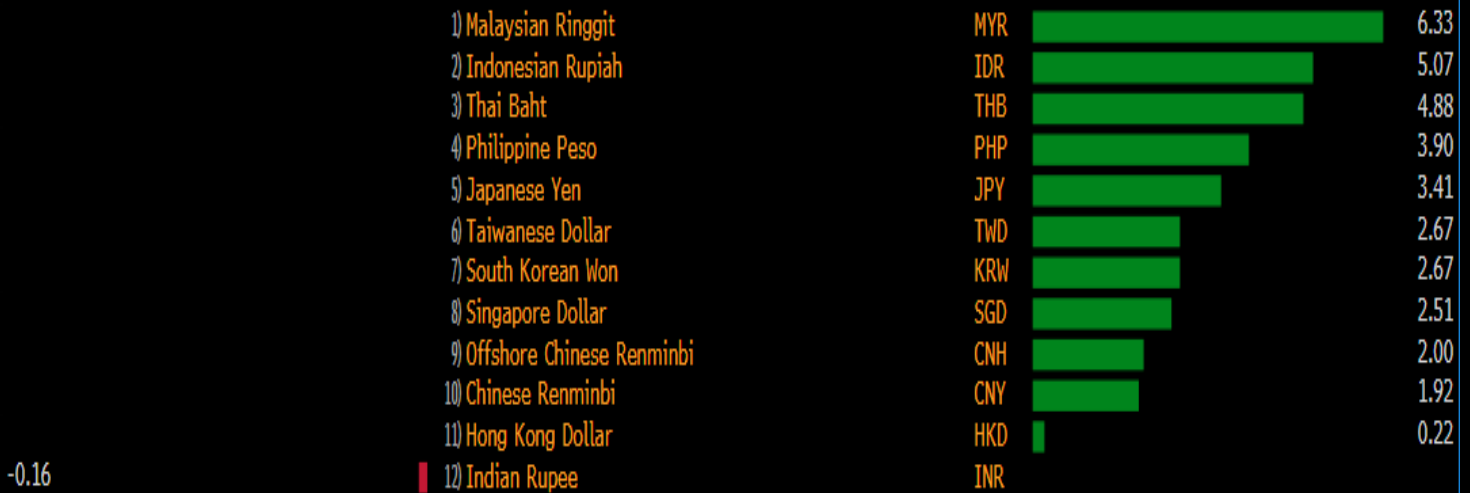 1) Malaysian Ringgit MYR 6.33
2) Indonesian Rupiah IDR 5.07
3) Thai Baht THB 4.88
4) Philippine Peso PHP 3.90
5) Japanese Yen JPY 3.41
6) Taiwanese Dollar TWD 2.67
7) South Korean Won KRW 2.67
8) Singapore Dollar SGD 2.51
9) Offshore Chinese Renminbi CNH 2.00
10) Chinese Renminbi CNY 1.92
11) Hong Kong Dollar HKD 0.22
-0.16 12) Indian Rupee INR